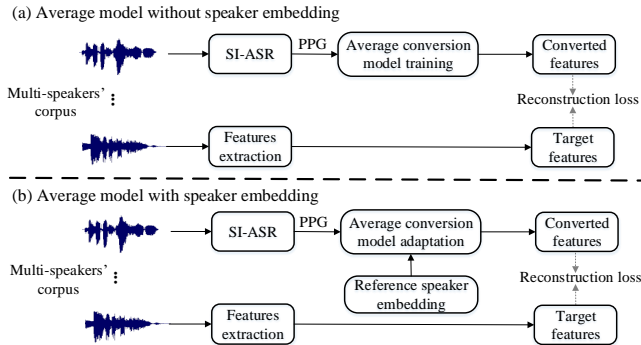 (a) Average model without speaker embedding
SI-ASR
PPG
Average conversion
model training
Converted
features
Multi-speakers’
corpus
Reconstruction loss
Features
extraction
Target
features
(b) Average model with speaker embedding
SI-ASR
PPG
Average conversion
model adaptation
Converted
features
Multi-speakers’
corpus
Reference speaker
embedding
Reconstruction loss
Features
extraction
Target
features